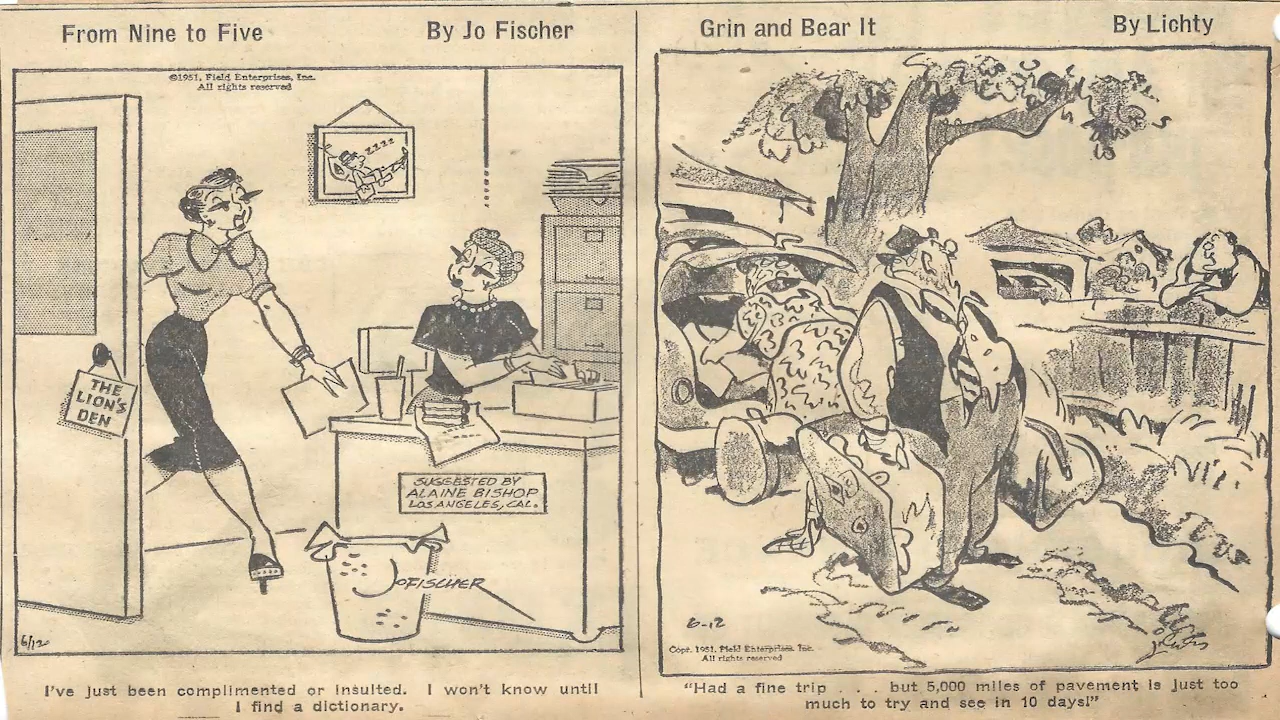 From Nine to Five
By Jo Fischer
©1951, Field Enterprises, Inc.
All rights reserved
zzzz
THE
LION'S
DEN
SUGGESTED BY
ALAINE BISHOP
LOS ANGELES, CAL.
JOFISCHER
6/12
I've just been complimented or insulted. I won't know until
I find a dictionary.
Grin and Bear It
By Lichty
6-12
Copr. 1951, Field Enterprises, Inc.
All rights reserved
"Had a fine trip . . . but 5,000 miles of pavement is just too
much to try and see in 10 days!"